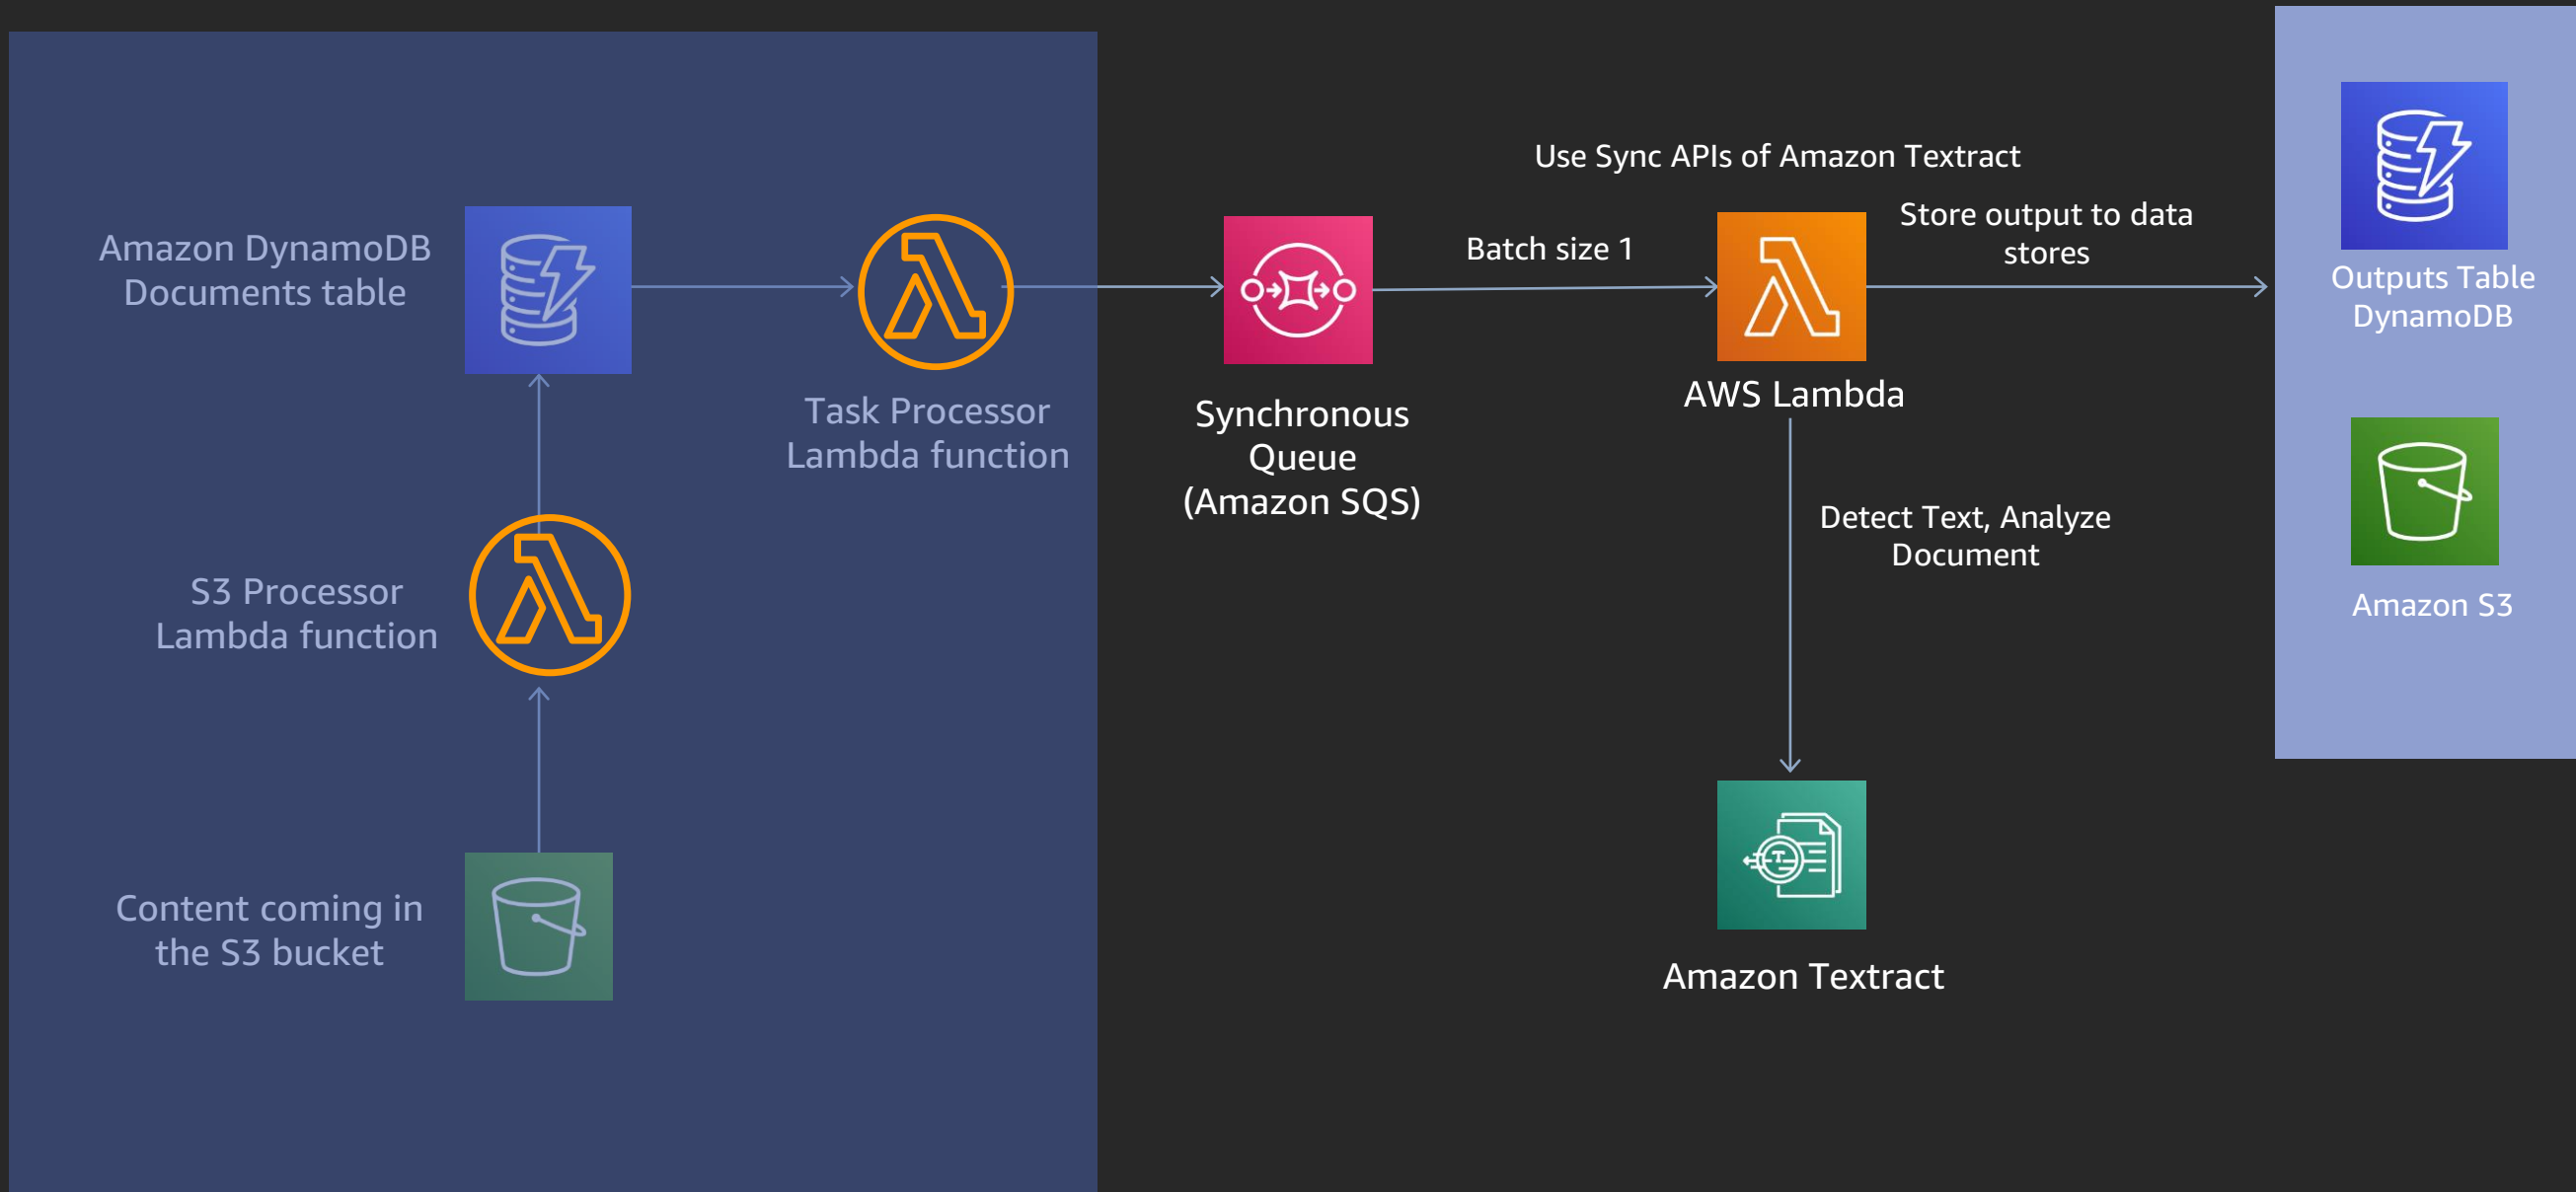 Amazon DynamoDB
Documents table
S3 Processor
Lambda function
Content coming in
the S3 bucket
Task Processor
Lambda function
Synchronous
Queue
(Amazon SQS)
Batch size 1
Use Sync APIs of Amazon Textract
AWS Lambda
Store output to data
stores
Detect Text, Analyze
Document
Amazon Textract
Outputs Table
DynamoDB
Amazon S3